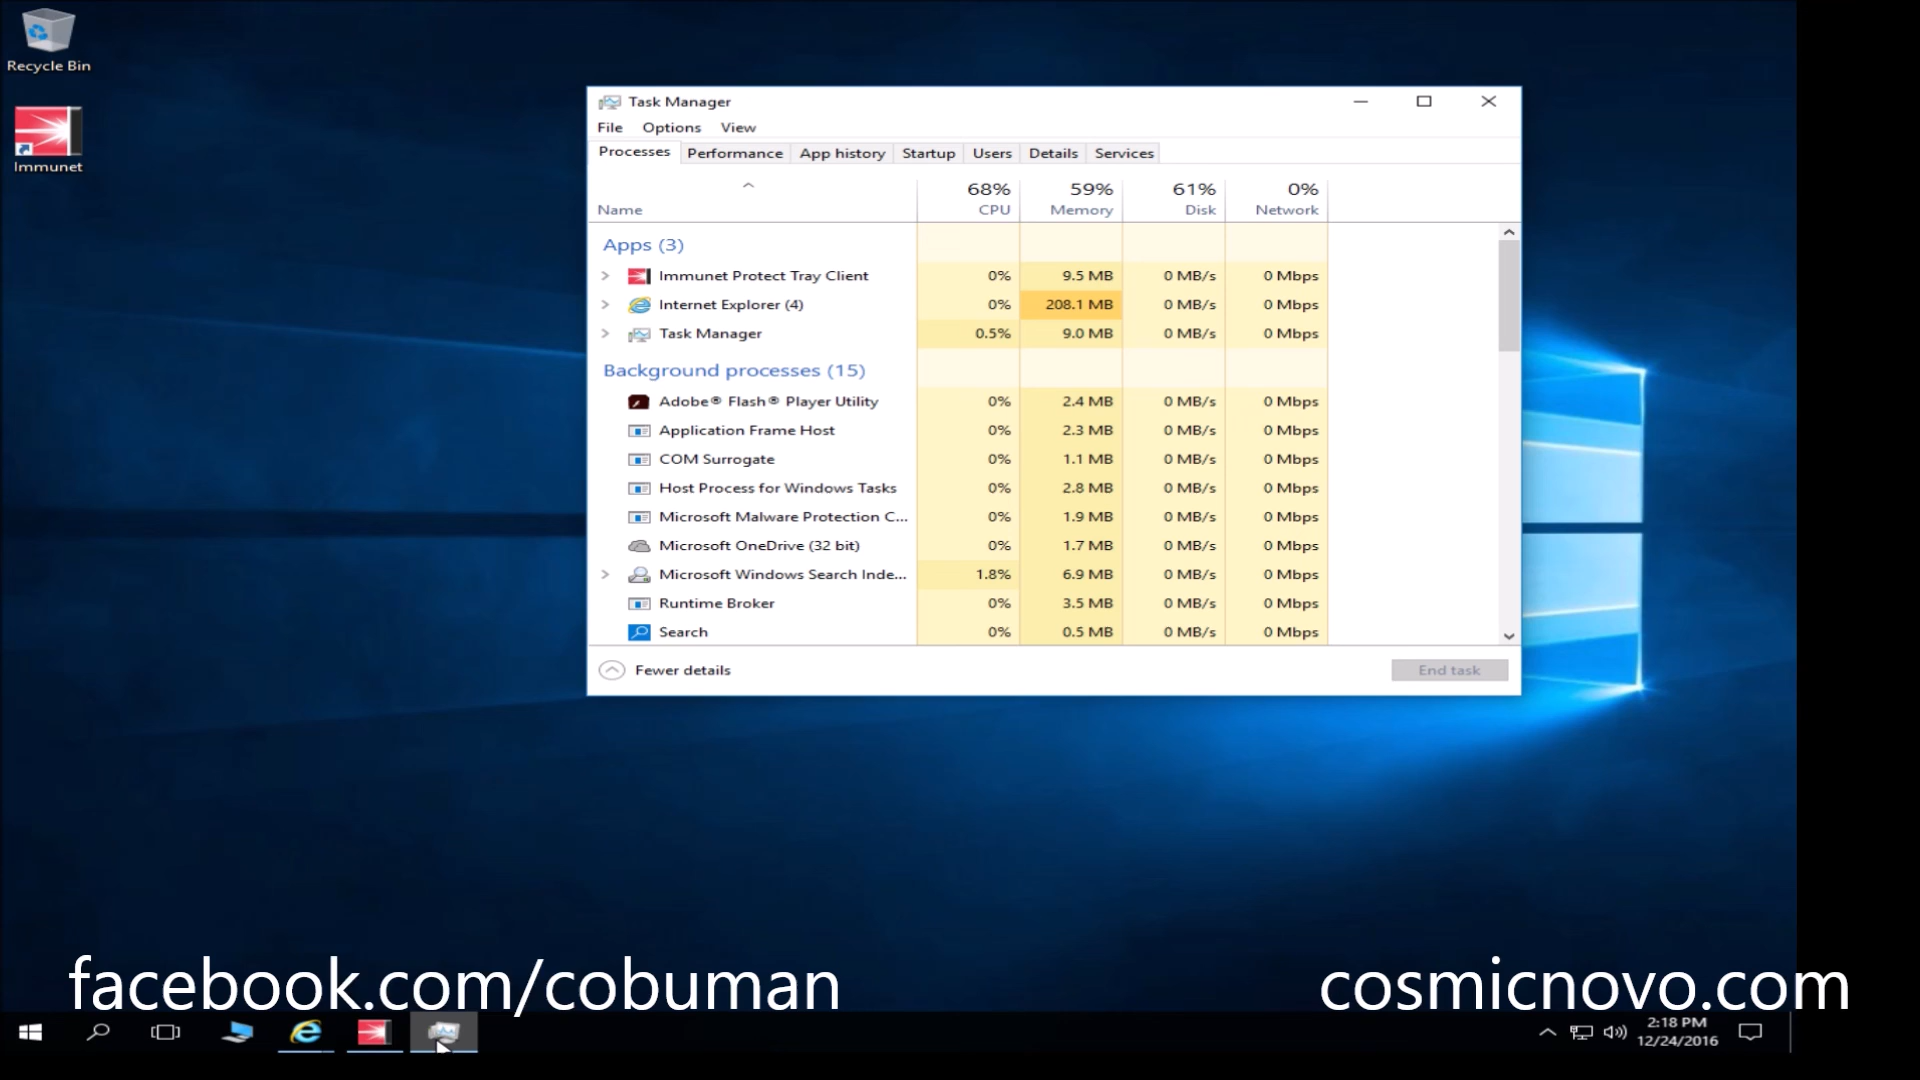 Recycle Bin
Immunet
Task Manager
File Options View
Processes Performance App history Startup Users Details Services
68% 59% 61% 0%
Name CPU Memory Disk Network
Apps (3)
Immunet Protect Tray Client 0% 9.5 MB 0 MB/s 0 Mbps
Internet Explorer (4) 0% 208.1 MB 0 MB/s 0 Mbps
Task Manager 0.5% 9.0 MB 0 MB/s 0 Mbps
Background processes (15)
Adobe® Flash® Player Utility 0% 2.4 MB 0 MB/s 0 Mbps
Application Frame Host 0% 2.3 MB 0 MB/s 0 Mbps
COM Surrogate 0% 1.1 MB 0 MB/s 0 Mbps
Host Process for Windows Tasks 0% 2.8 MB 0 MB/s 0 Mbps
Microsoft Malware Protection C... 0% 1.9 MB 0 MB/s 0 Mbps
Microsoft OneDrive (32 bit) 0% 1.7 MB 0 MB/s 0 Mbps
Microsoft Windows Search Inde... 1.8% 6.9 MB 0 MB/s 0 Mbps
Runtime Broker 0% 3.5 MB 0 MB/s 0 Mbps
Search 0% 0.5 MB 0 MB/s 0 Mbps
Fewer details End task
facebook.com/cobuman cosmicnovo.com
2:18 PM
12/24/2016